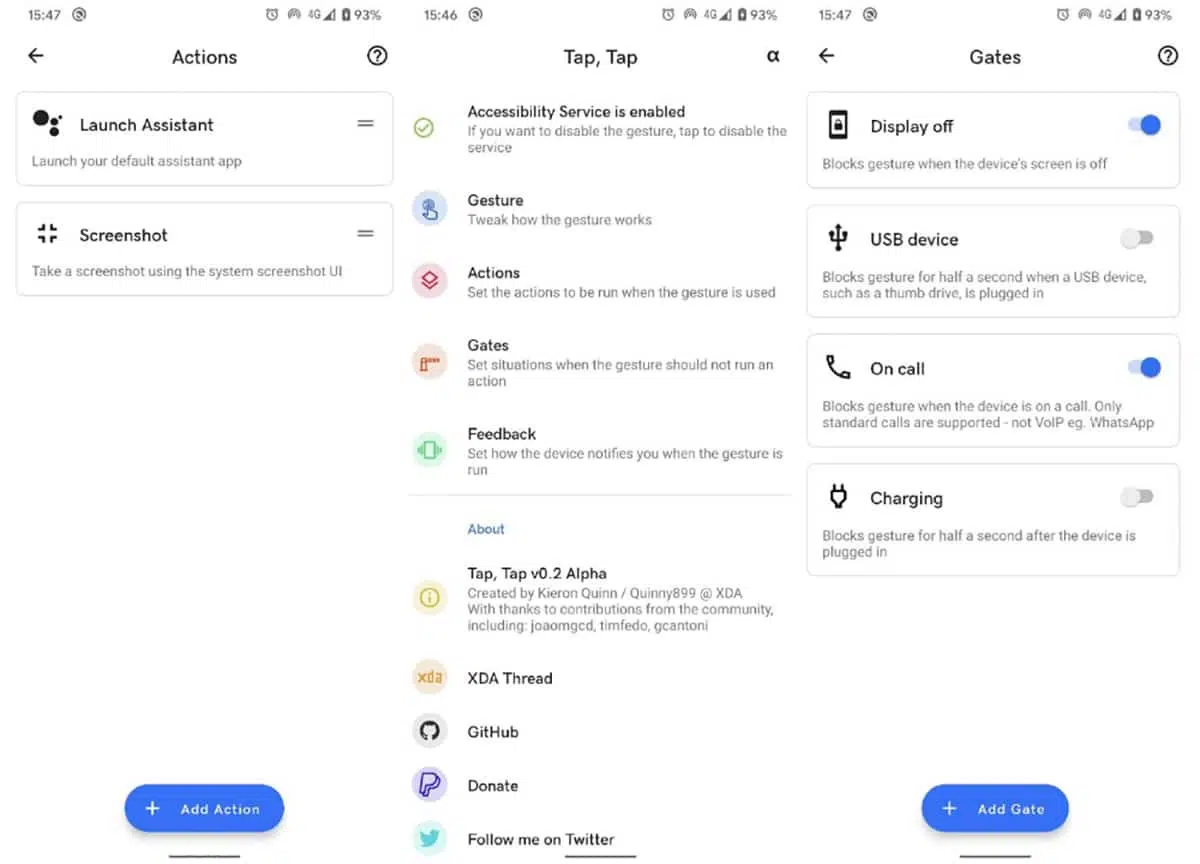 15:47
4G 93%
Actions
Launch Assistant
Launch your default assistant app
Screenshot
Take a screenshot using the system screenshot UI
Add Action
15:46
4G 93%
Tap, Tap
α
Accessibility Service is enabled
If you want to disable the gesture, tap to disable the
service
Gesture
Tweak how the gesture works
Actions
Set the actions to be run when the gesture is used
Gates
Set situations when the gesture should not run an
action
Feedback
Set how the device notifies you when the gesture is
run
About
Tap, Tap v0.2 Alpha
Created by Kieron Quinn / Quinny899 @ XDA
With thanks to contributions from the community,
including: joaomgcd, timfedo, gcantoni
xda XDA Thread
GitHub
Donate
Follow me on Twitter
15:47
4G 93%
Gates
Display off
Blocks gesture when the device's screen is off
USB device
Blocks gesture for half a second when a USB device,
such as a thumb drive, is plugged in
On call
Blocks gesture when the device is on a call. Only
standard calls are supported - not VoIP eg. WhatsApp
Charging
Blocks gesture for half a second after the device is
plugged in
Add Gate